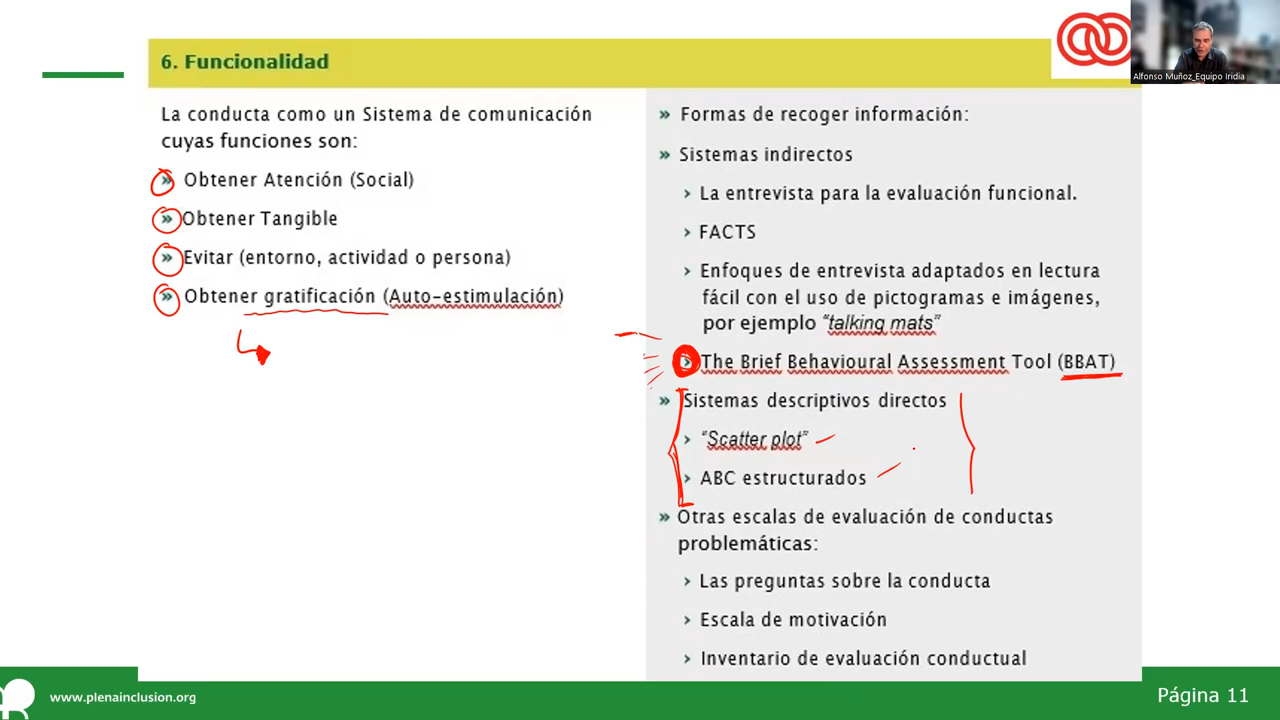 6. Funcionalidad
Alfonso Muñoz_Equipo Iridia
La conducta como un Sistema de comunicación
cuyas funciones son:
» Obtener Atención (Social)
» Obtener Tangible
» Evitar (entorno, actividad o persona)
» Obtener gratificación (Auto-estimulación)
» Formas de recoger información:
» Sistemas indirectos
› La entrevista para la evaluación funcional.
› FACTS
› Enfoques de entrevista adaptados en lectura
fácil con el uso de pictogramas e imágenes,
por ejemplo “talking mats”
› The Brief Behavioural Assessment Tool (BBAT)
» Sistemas descriptivos directos
› “Scatter plot”
› ABC estructurados
» Otras escalas de evaluación de conductas
problemáticas:
› Las preguntas sobre la conducta
› Escala de motivación
› Inventario de evaluación conductual
www.plenainclusion.org
Página 11